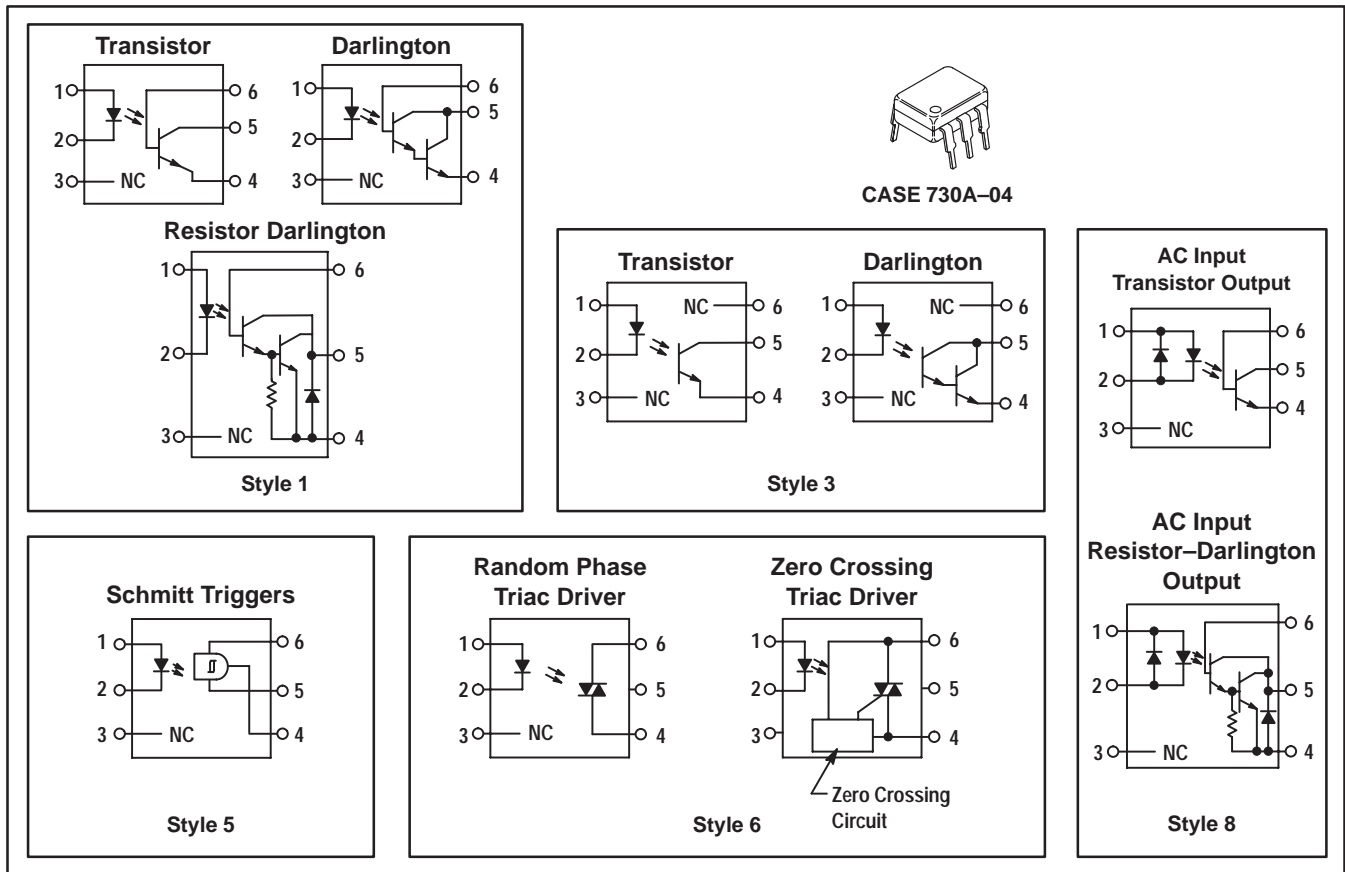 Transistor
1
2
3
NC
6
5
4
Darlington
1
2
3
NC
6
5
4
Resistor Darlington
1
2
3
NC
6
5
4
Style 1
CASE 730A–04
Transistor
1
2
3
NC
NC
6
5
4
Darlington
1
2
3
NC
NC
6
5
4
Style 3
AC Input
Transistor Output
1
2
3
NC
6
5
4
AC Input
Resistor–Darlington
Output
1
2
3
NC
6
5
4
Style 8
Schmitt Triggers
1
2
3
NC
6
5
4
Style 5
Random Phase
Triac Driver
1
2
3
NC
6
5
4
Zero Crossing
Triac Driver
1
2
3
6
5
4
Zero Crossing
Circuit
Style 6